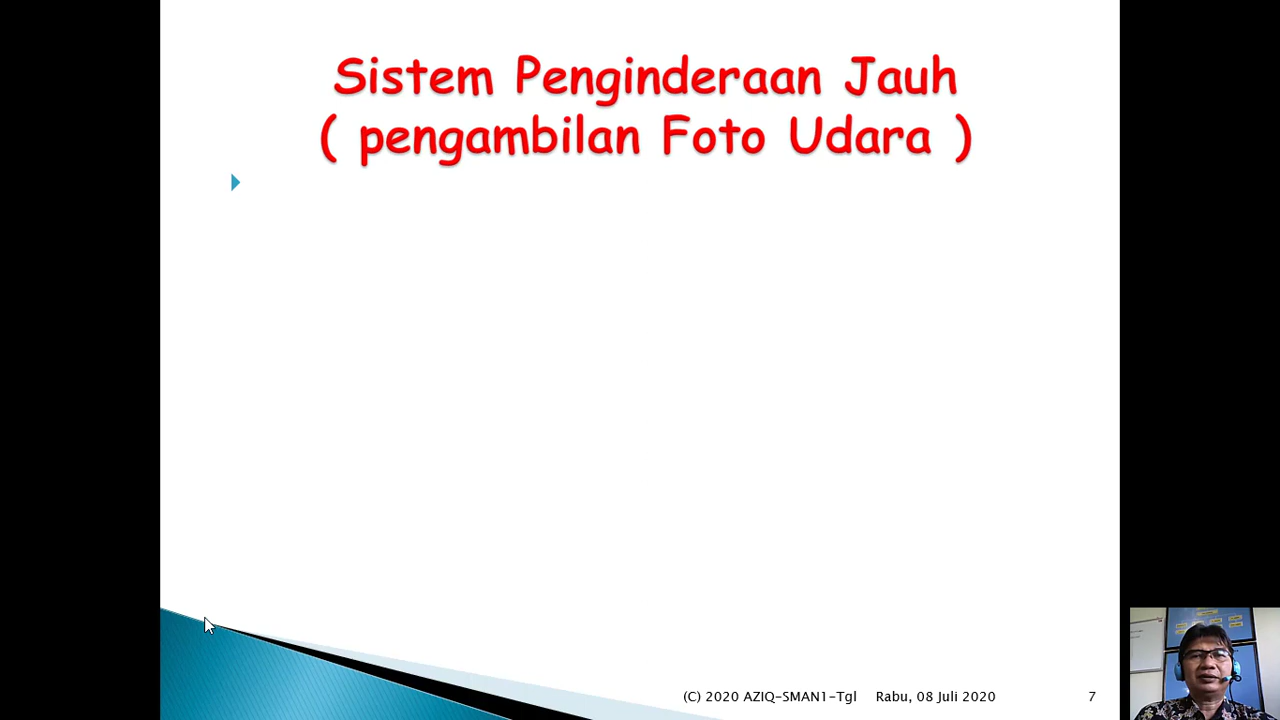 Sistem Penginderaan Jauh
( pengambilan Foto Udara )
(C) 2020 AZIQ-SMAN1-Tgl Rabu, 08 Juli 2020 7